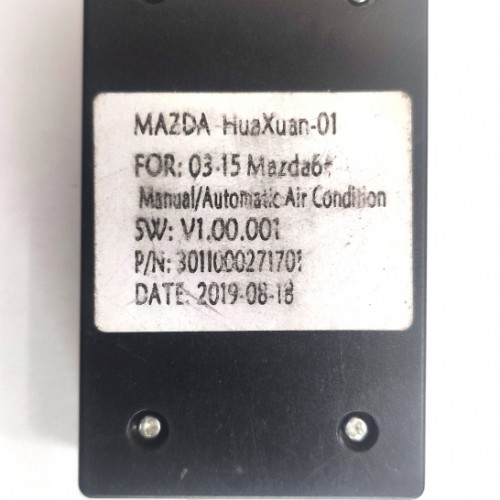 MAZDA HuaXuan-01
FOR: 03-15 Mazda6
Manual/Automatic Air Condition
SW: V1.00.001
P/N: 3011000271701
DATE: 2019-08-18